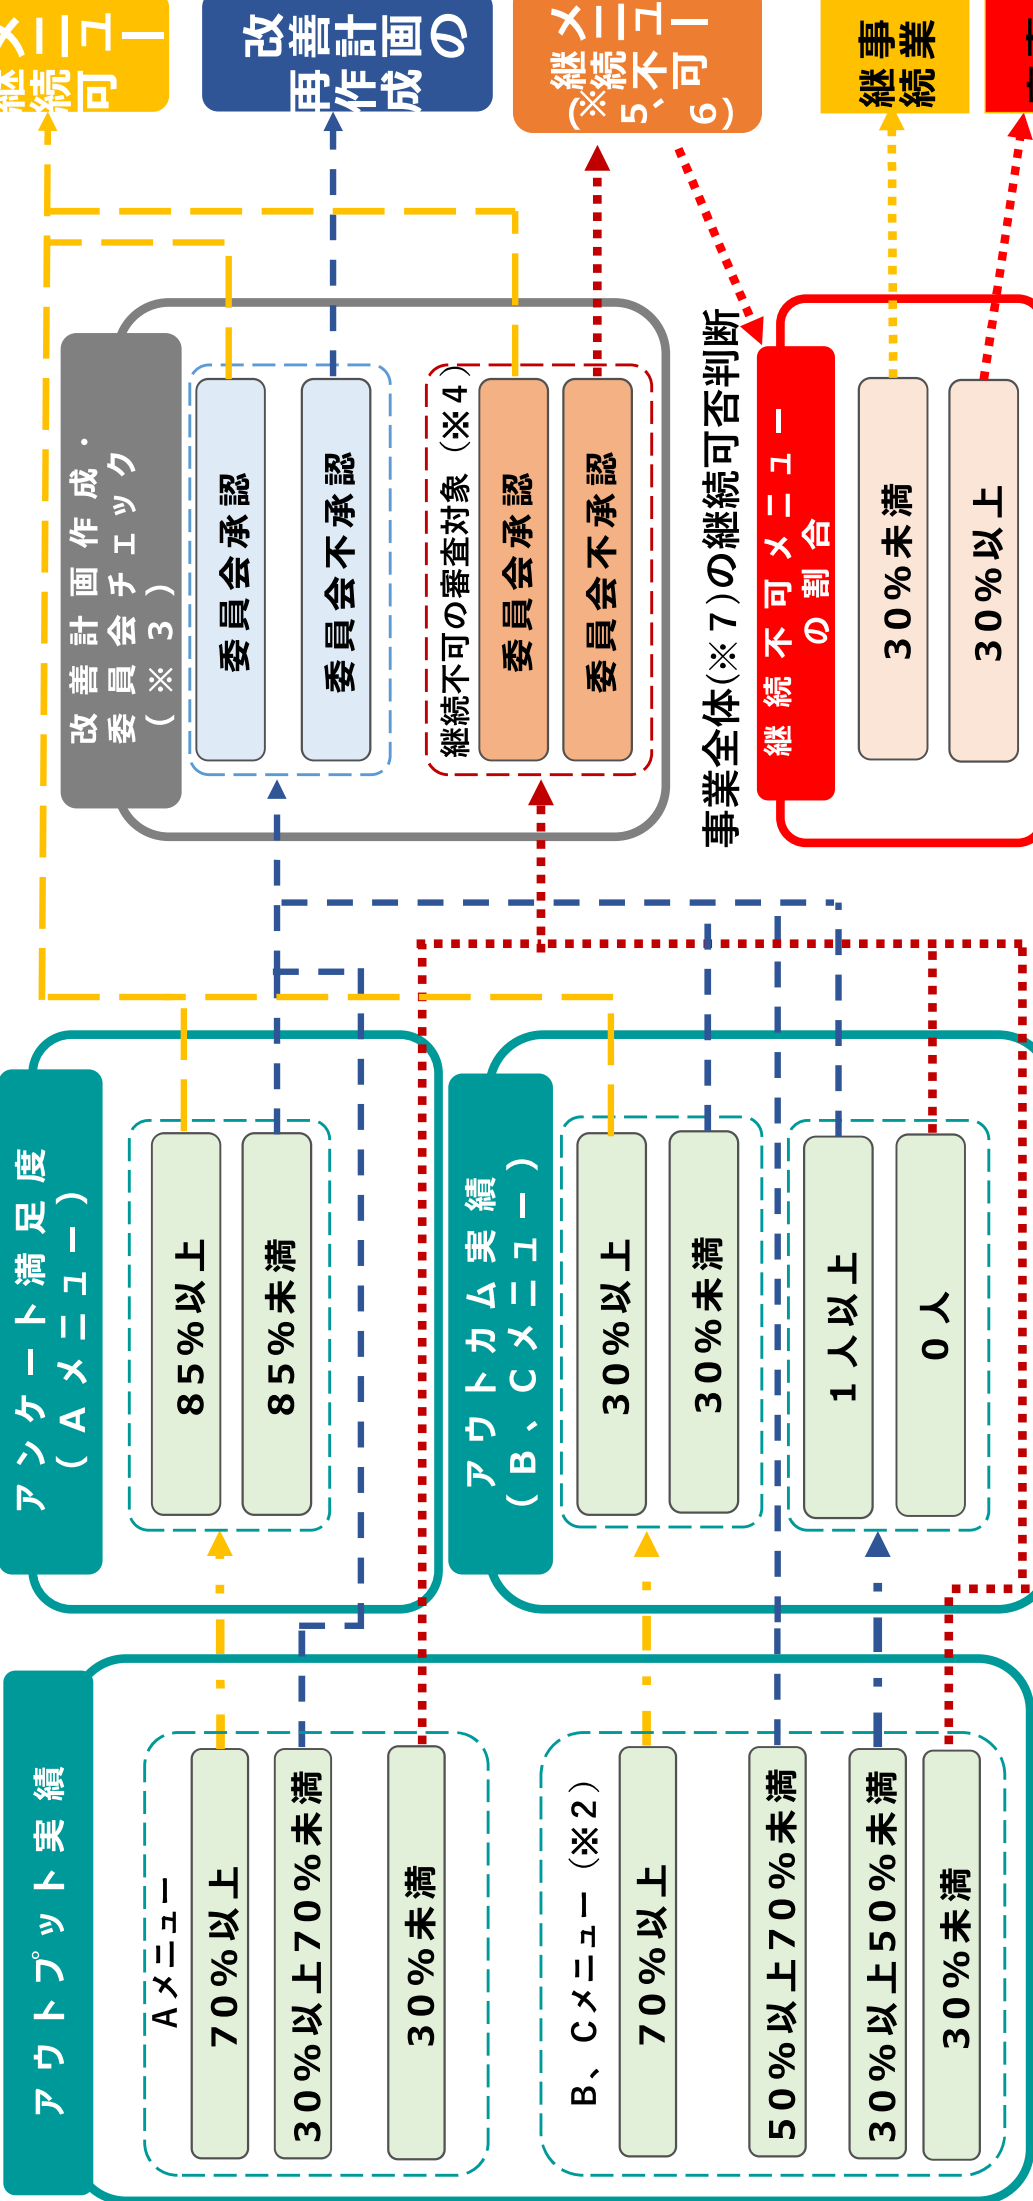 アウトプット実績
Aメニュー
70%以上
30%以上70%未満
30%未満
B、Cメニュー（※2）
70%以上
50%以上70%未満
30%以上50%未満
30%未満
アンケート満足度
（Aメニュー）
85%以上
85%未満
アウトカム実績
（B、Cメニュー）
30%以上
30%未満
1人以上
0人
改善計画作成・
委員会チェック
（※3）
委員会承認
委員会不承認
継続不可の審査対象（※4）
委員会承認
委員会不承認
事業全体(※7)の継続可否判断
継続不可メニュー
の割合
30%未満
30%以上
メニュー
継続可
改善計画の
再作成
メニュー
継続不可
(※5、6)
事業
継続